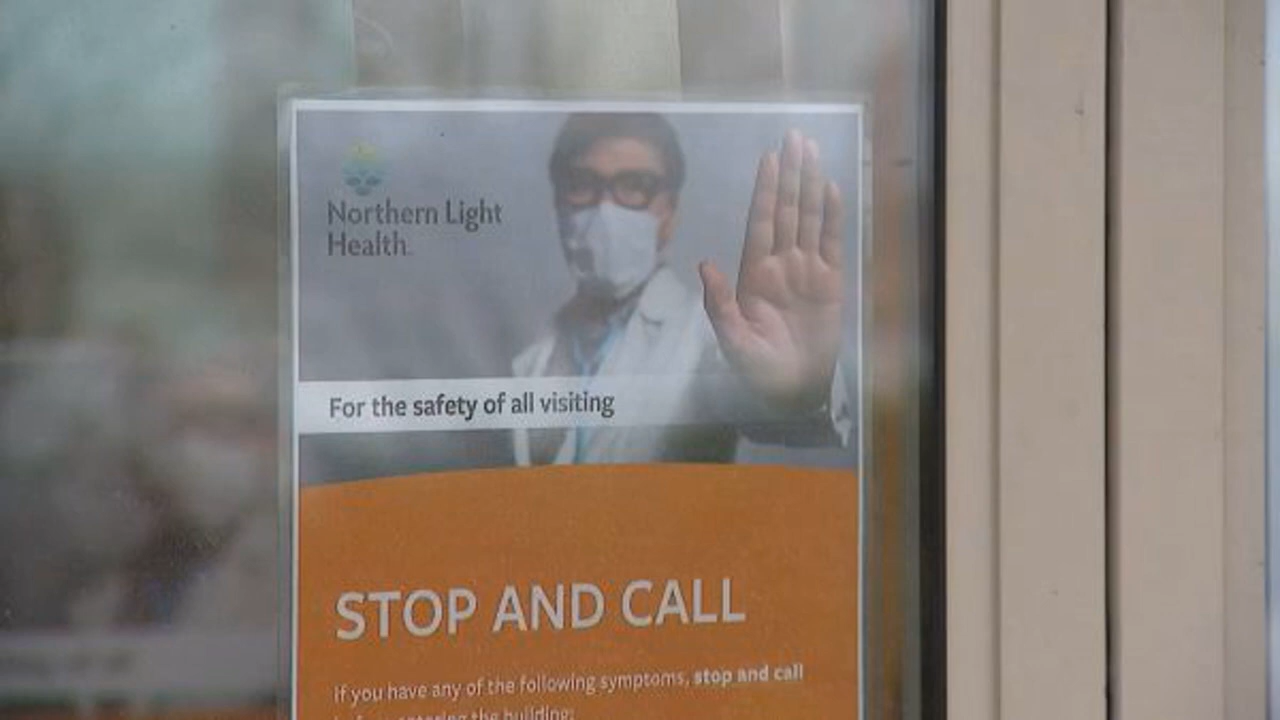 Northern Light
Health.
For the safety of all visiting
STOP AND CALL
If you have any of the following symptoms, stop and call
before entering the building: